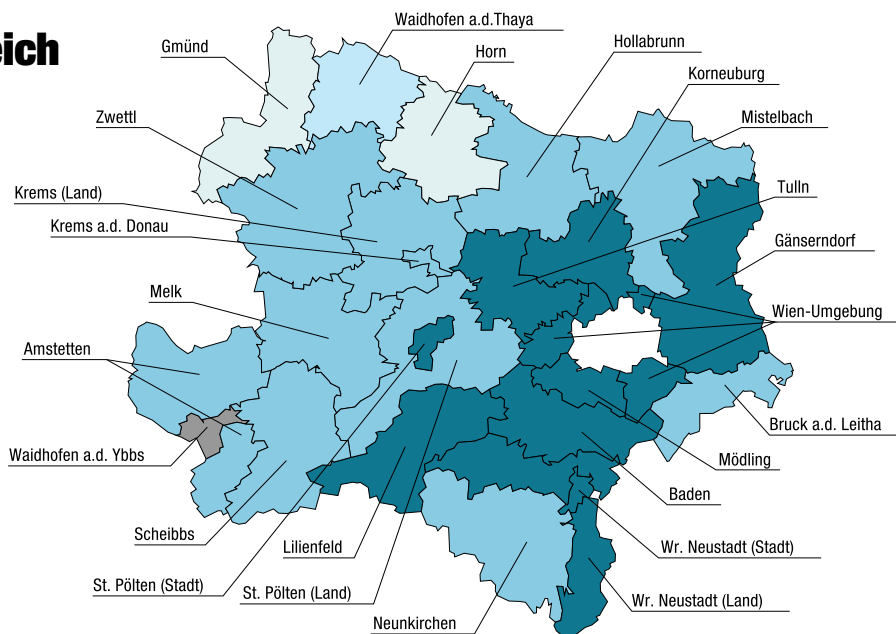 eich
Waidhofen a.d.Thaya
Gmünd
Horn
Hollabrunn
Korneburg
Zwettl
Mistelbach
Krems (Land)
Tulln
Krems a.d. Donau
Gänserndorf
Melk
Wien-Umgebung
Amstetten
Bruck a.d. Leitha
Waidhofen a.d. Ybbs
Mödling
Baden
Scheibbs
Lilienfeld
Wr. Neustadt (Stadt)
St. Pölten (Stadt)
St. Pölten (Land)
Wr. Neustadt (Land)
Neunkirchen